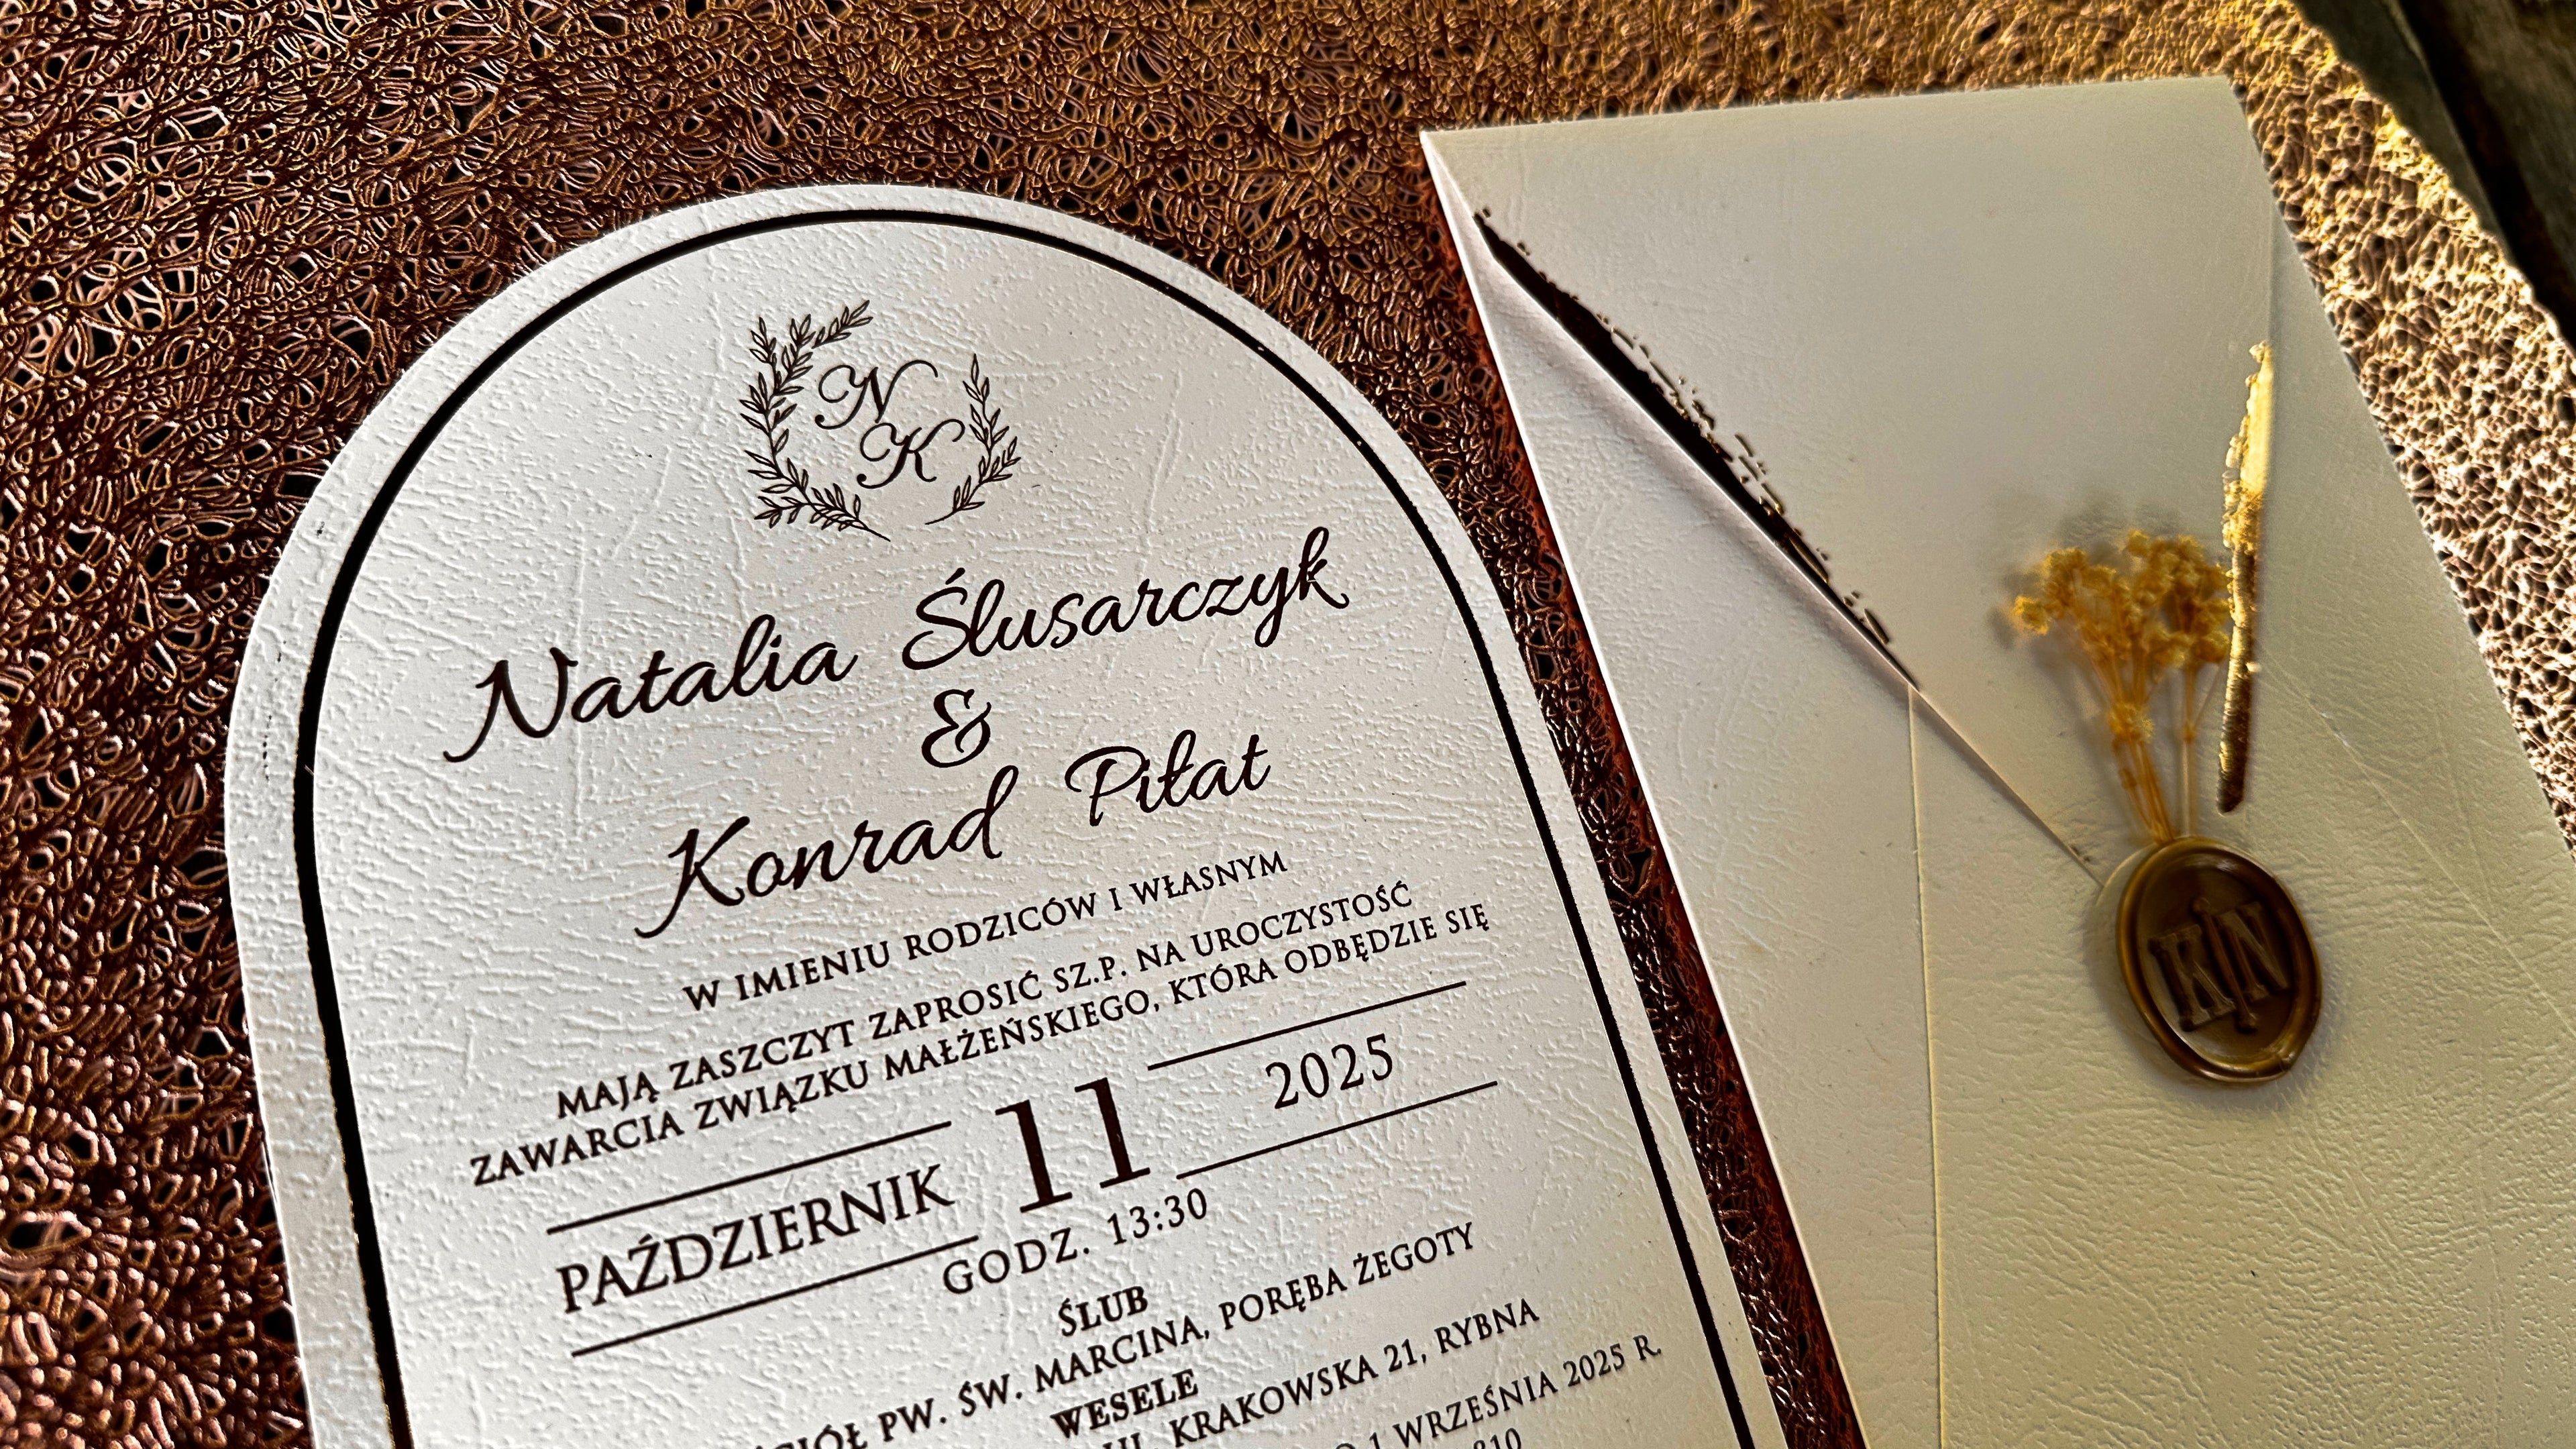 N
K
Natalia Ślusarczyk
&
Konrad Piłat
W IMIENIU RODZICÓW I WŁASNYM
MAJĄ ZASZCZYT ZAPROSIĆ SZ.P. NA UROCZYSTOŚĆ
ZAWARCIA ZWIĄZKU MAŁŻEŃSKIEGO, KTÓRA ODBĘDZIE SIĘ
PAŹDZIERNIK 11 2025
GODZ. 13:30
ŚLUB
PW. ŚW. MARCINA, PORĘBA ŻEGOTY
WESELE
UL. KRAKOWSKA 21, RYBNA
1 WRZEŚNIA 2025 R.
810
K N